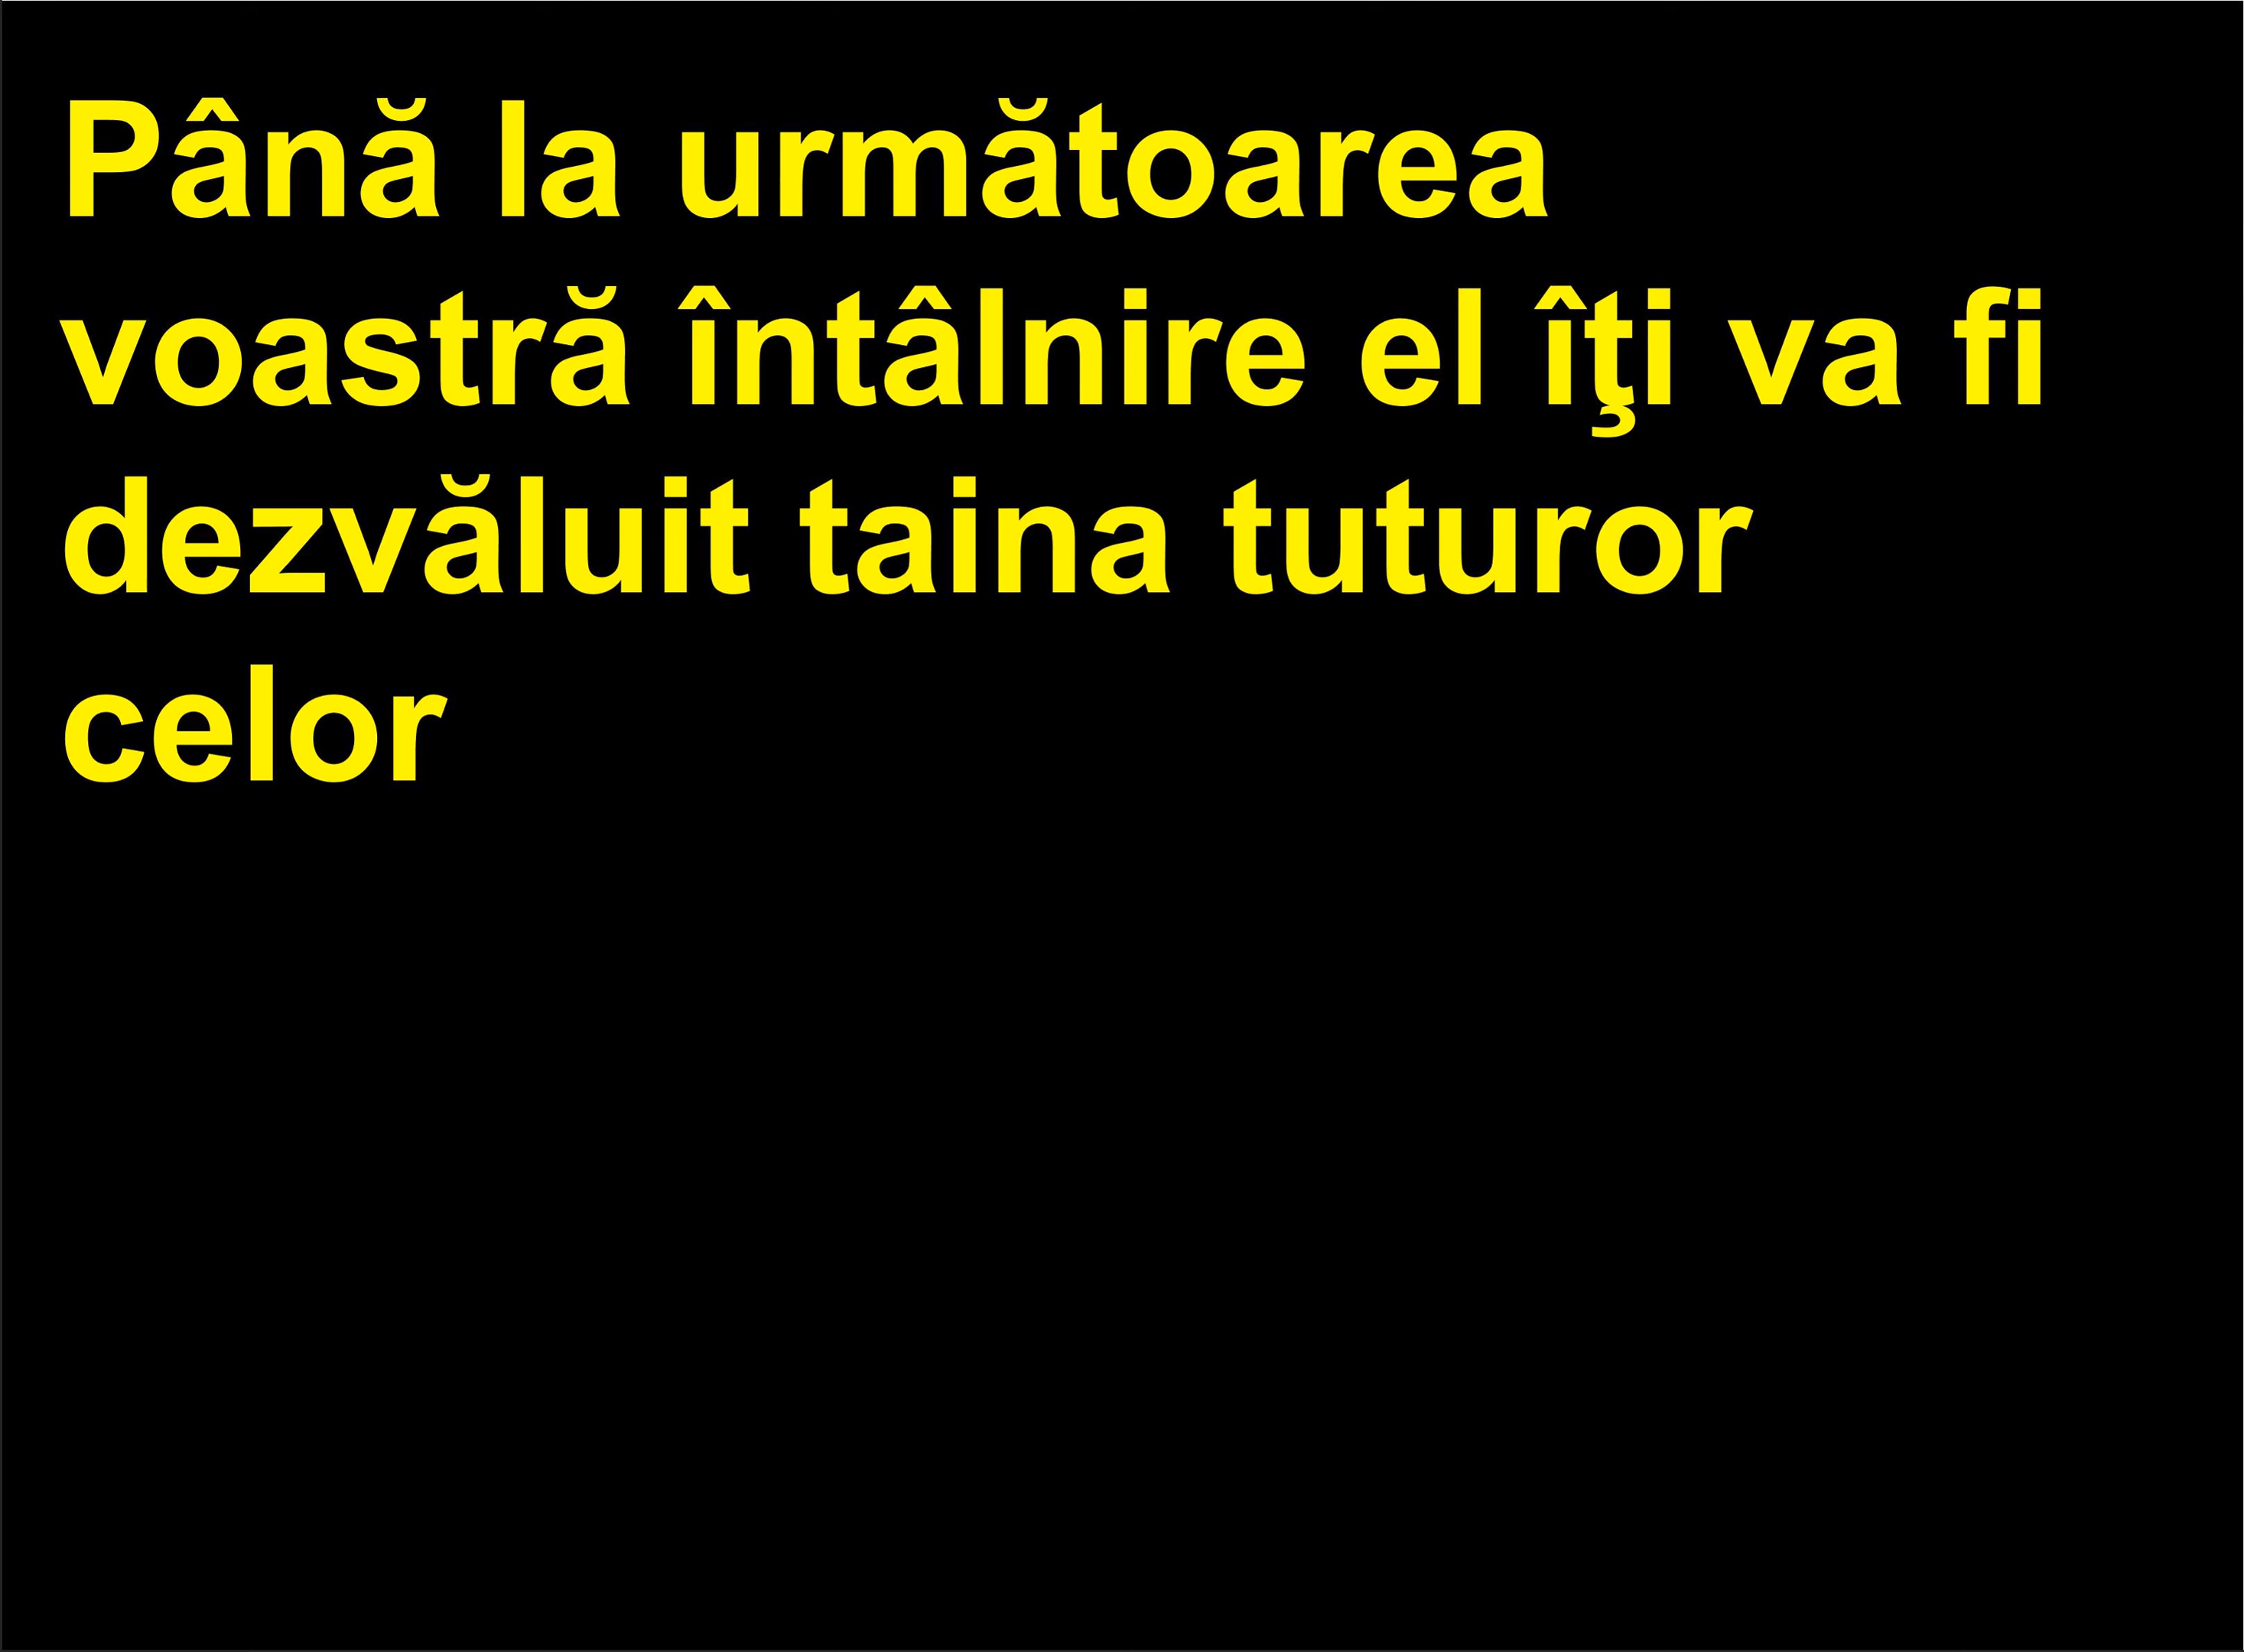 Până la următoarea
voastră întâlnire el îţi va fi
dezvăluit taina tuturor
celor